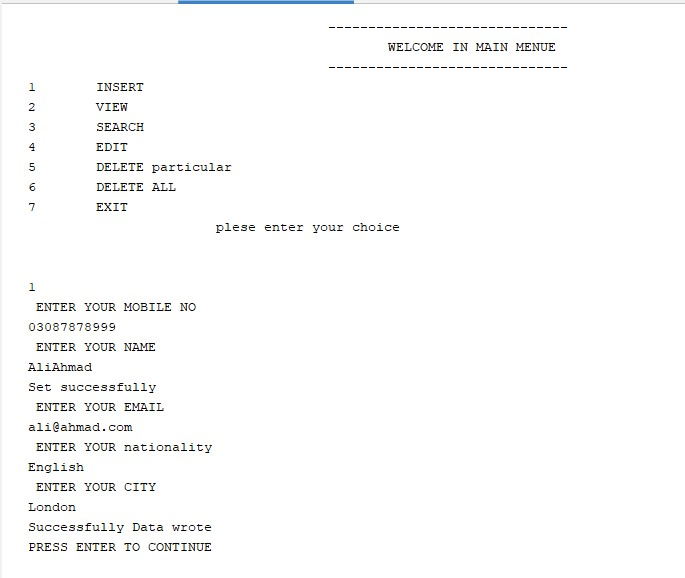 ------------------------------
WELCOME IN MAIN MENUE
------------------------------
1 INSERT
2 VIEW
3 SEARCH
4 EDIT
5 DELETE particular
6 DELETE ALL
7 EXIT
plese enter your choice
1
ENTER YOUR MOBILE NO
03087878999
ENTER YOUR NAME
AliAhmad
Set successfully
ENTER YOUR EMAIL
ali@ahmad.com
ENTER YOUR nationality
English
ENTER YOUR CITY
London
Successfully Data wrote
PRESS ENTER TO CONTINUE